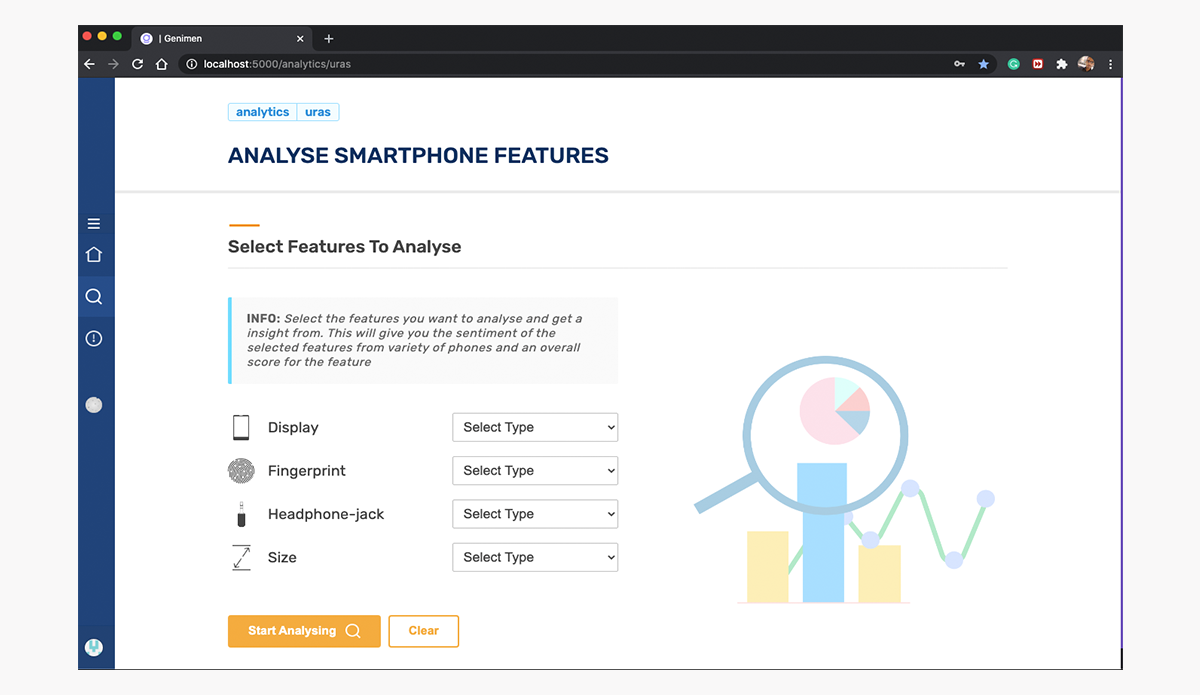 | Genimen
localhost:5000/analytics/uras
analytics uras
ANALYSE SMARTPHONE FEATURES
Select Features To Analyse
INFO: Select the features you want to analyse and get a
insight from. This will give you the sentiment of the
selected features from variety of phones and an overall
score for the feature
Display Select Type
Fingerprint Select Type
Headphone-jack Select Type
Size Select Type
Start Analysing Clear